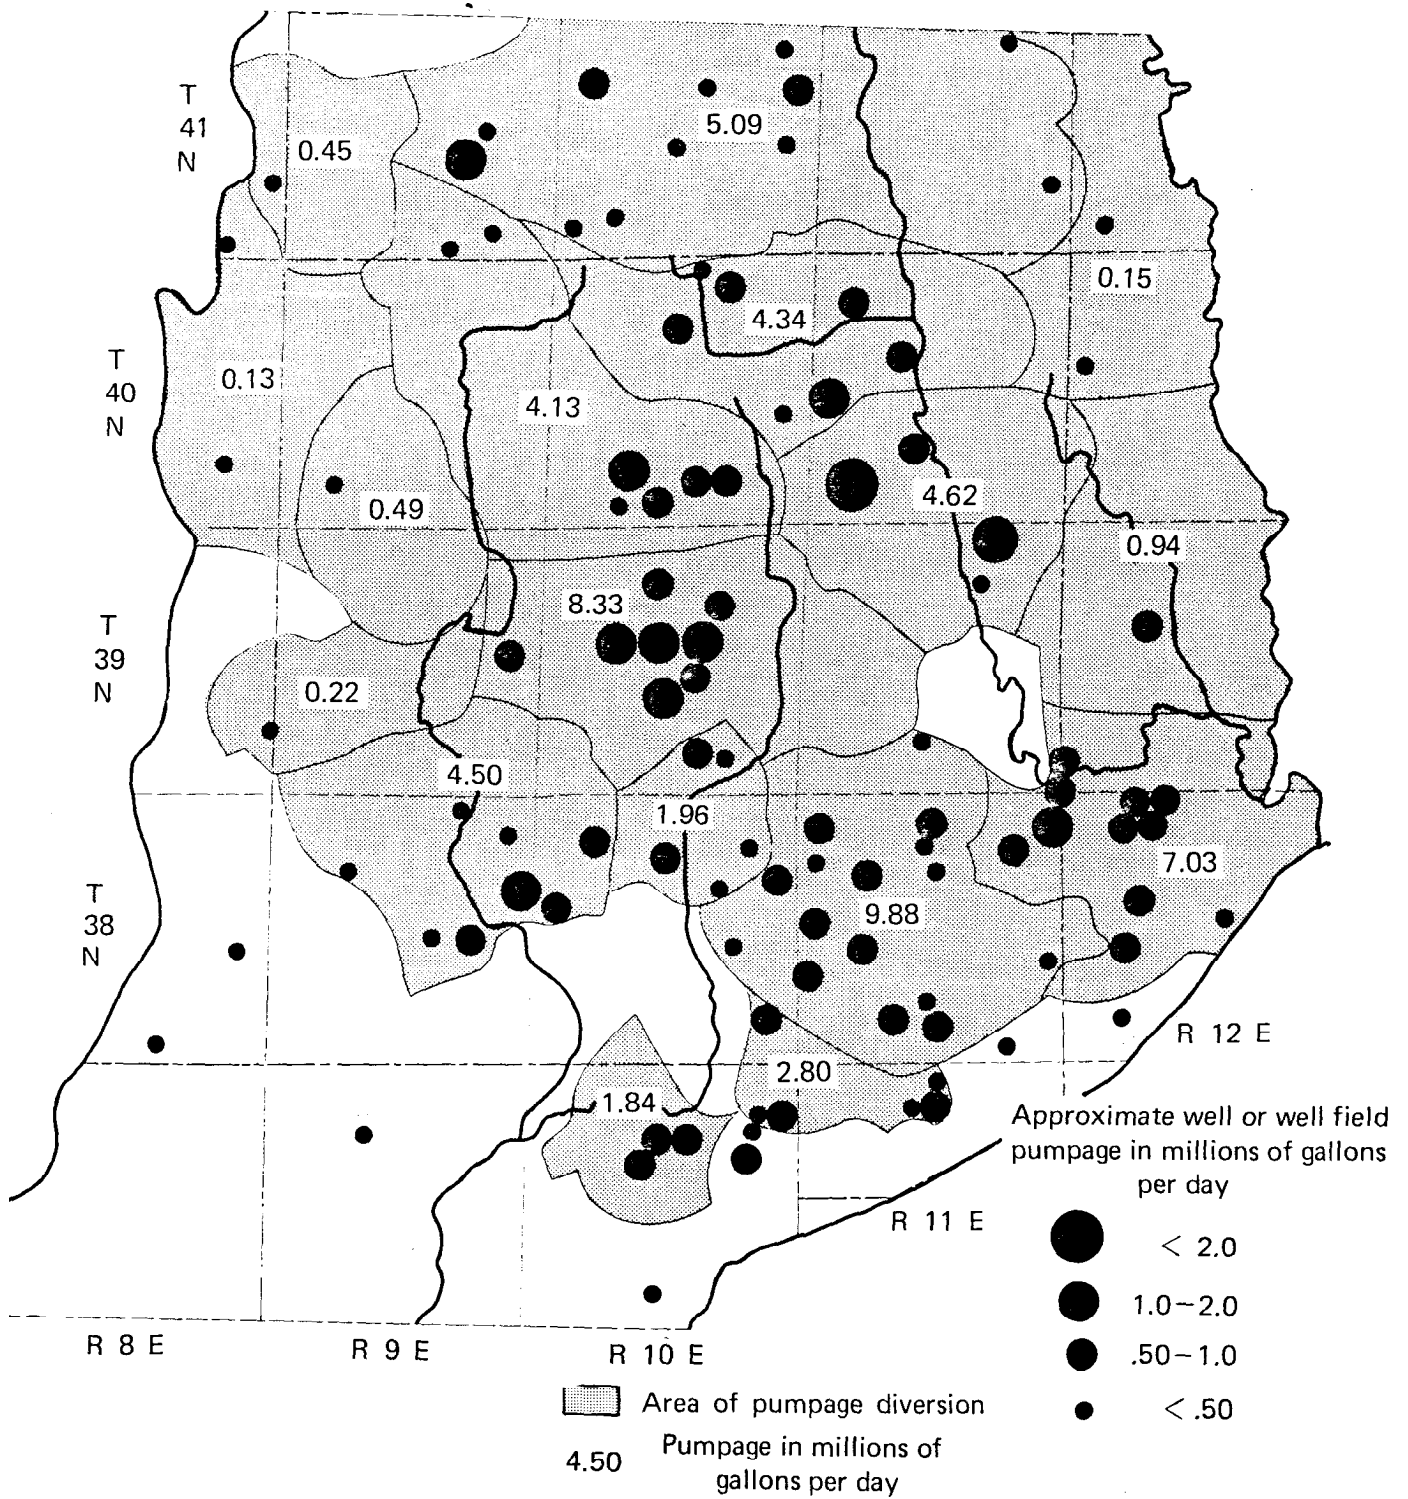 T
41
N
0.45
5.09
0.15
4.34
T
40
N
0.13
4.13
0.49
4.62
0.94
8.33
T
39
N
0.22
4.50
1.96
7.03
T
38
N
9.88
R 12 E
2.80
1.84
Approximate well or well field
pumpage in millions of gallons
per day
R 11 E
< 2.0
1.0-2.0
.50-1.0
< .50
R 8 E
R 9 E
R 10 E
Area of pumpage diversion
4.50
Pumpage in millions of
gallons per day